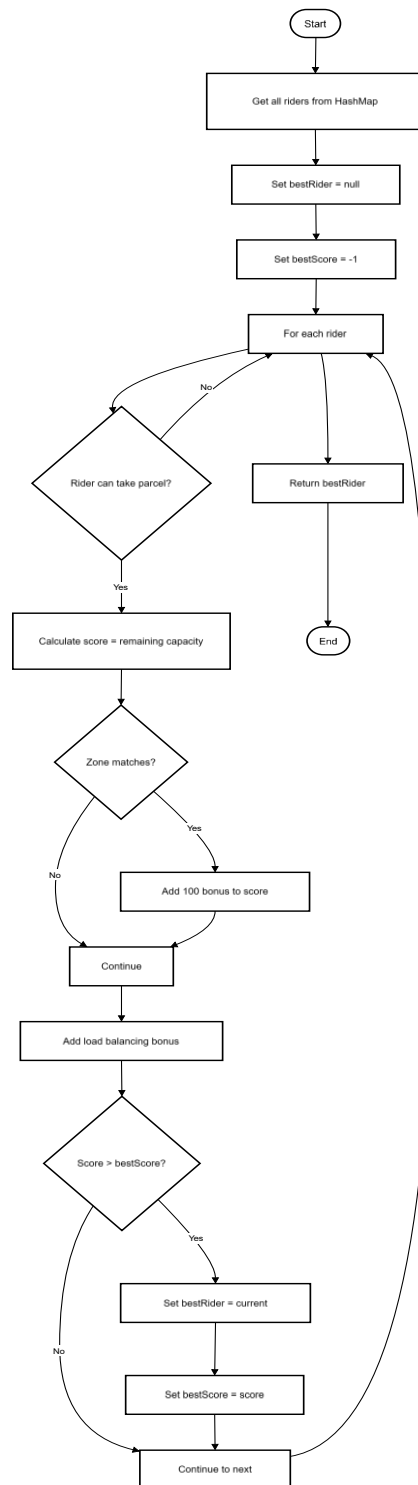 Start
Get all riders from HashMap
Set bestRider = null
Set bestScore = -1
For each rider
No
Rider can take parcel?
Return bestRider
Yes
End
Calculate score = remaining capacity
Zone matches?
Yes
No
Add 100 bonus to score
Continue
Add load balancing bonus
Score > bestScore?
Yes
Set bestRider = current
No
Set bestScore = score
Continue to next